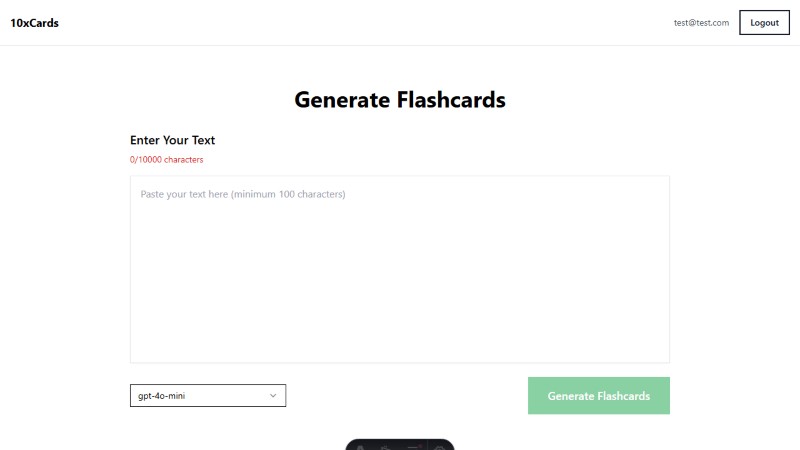 10xCards
test@test.com
Logout
Generate Flashcards
Enter Your Text
0/10000 characters
Paste your text here (minimum 100 characters)
gpt-4o-mini
Generate Flashcards